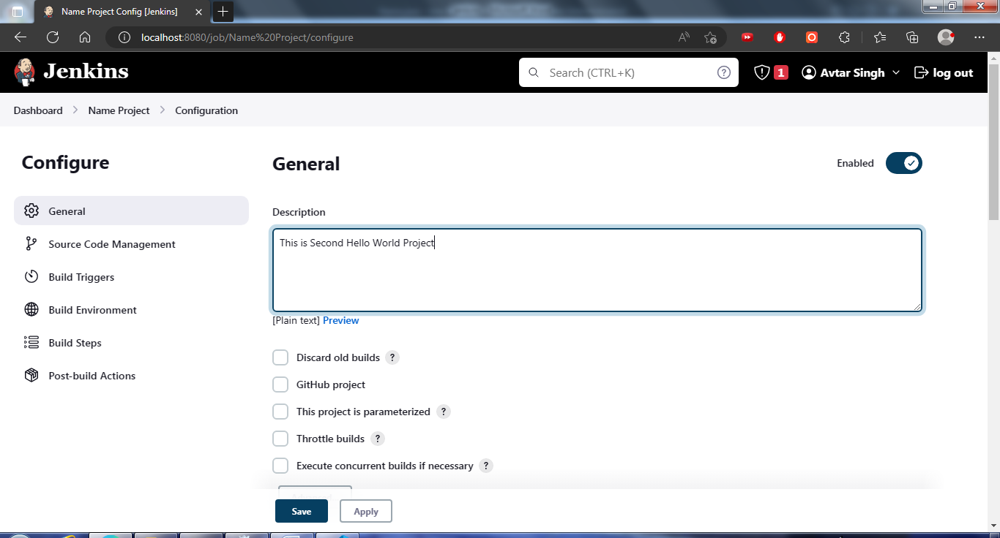 Name Project Config [Jenkins]
localhost:8080/job/Name%20Project/configure
Jenkins
Search (CTRL+K)
?
1
Avtar Singh
log out
Dashboard > Name Project > Configuration
Configure
General
Source Code Management
Build Triggers
Build Environment
Build Steps
Post-build Actions
General
Enabled
Description
This is Second Hello World Project
[Plain text] Preview
Discard old builds ?
GitHub project
This project is parameterized ?
Throttle builds ?
Execute concurrent builds if necessary ?
Save
Apply